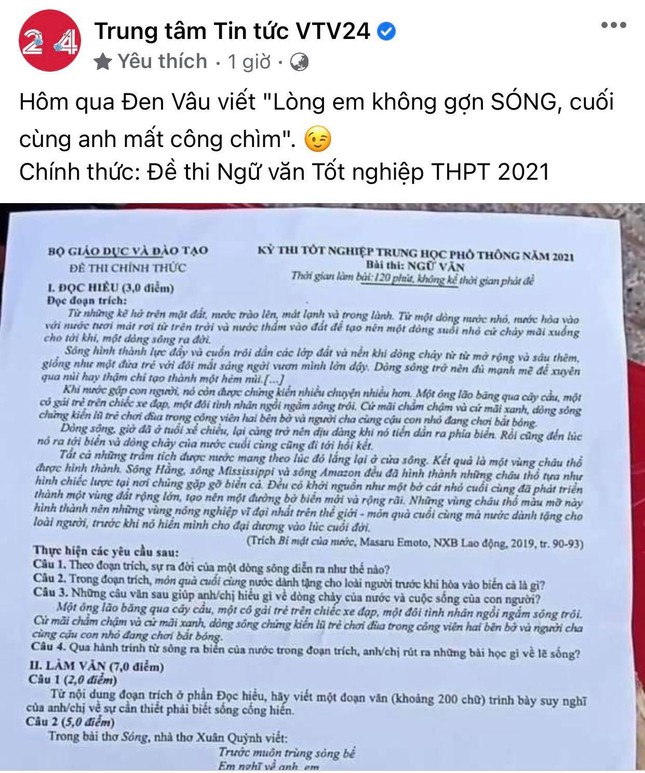 24
Trung tâm Tin tức VTV24
Yêu thích · 1 giờ ·
Hôm qua Đen Vâu viết "Lòng em không gợn SÓNG, cuối
cùng anh mất công chìm". 😉
Chính thức: Đề thi Ngữ văn Tốt nghiệp THPT 2021
BỘ GIÁO DỤC VÀ ĐÀO TẠO
ĐỀ THI CHÍNH THỨC
KỲ THI TỐT NGHIỆP TRUNG HỌC PHỔ THÔNG NĂM 2021
Bài thi: NGỮ VĂN
Thời gian làm bài: 120 phút, không kể thời gian phát đề
I. ĐỌC HIỂU (3,0 điểm)
Đọc đoạn trích:
Từ những kẽ hở trên mặt đất, nước trào lên, mát lạnh và trong lành. Từ một dòng nước nhỏ, nước hòa vào
với nước tươi mát rơi từ trên trời và nước thấm vào đất để tạo nên một dòng suối nhỏ cứ chảy mãi xuống
cho tới khi, một dòng sông ra đời.
Sông hình thành lực đẩy và cuốn trôi dần các lớp đất và nền khi dòng chảy từ từ mở rộng và sâu thêm,
giống như một đứa trẻ với đôi mắt sáng ngời vươn mình lớn dậy. Dòng sông trở nên đủ mạnh mẽ để xuyên
qua núi hay thậm chí tạo thành một hẻm núi.[...]
Khi nước gặp con người, nó còn được chứng kiến nhiều chuyện nhiều hơn. Một ông lão băng qua cây cầu, một
cô gái trẻ trên chiếc xe đạp, một đôi tình nhân ngồi ngắm sông trôi. Cứ mãi chầm chậm và cứ mãi xanh, dòng sông
chứng kiến lũ trẻ chơi đùa trong công viên hai bên bờ và người cha cùng cậu con nhỏ đang chơi bắt bóng.
Dòng sông, giờ đã ở tuổi xế chiều, lại càng trở nên dịu dàng khi nó tiến dần ra phía biển. Rồi cũng đến lúc
nó ra tới biển và dòng chảy của nước cuối cùng cũng đi tới hồi kết.
Tất cả những trầm tích được nước mang theo lúc đó lắng lại ở cửa sông. Kết quả là một vùng châu thổ
được hình thành. Sông Hằng, sông Mississippi và sông Amazon đều đã hình thành những châu thổ tựa như
hình chiếc lược tại nơi chúng gặp gỡ biển cả. Đều có khởi nguồn như một bờ cát nhỏ cuối cùng đã phát triển
thành một vùng đất rộng lớn, tạo nên một đường bờ biển mới và rộng rãi. Những vùng châu thổ màu mỡ này
hình thành nên những vùng nông nghiệp vĩ đại nhất trên thế giới - món quà cuối cùng mà nước dành tặng cho
loài người, trước khi nó hiến mình cho đại dương vào lúc cuối đời.
(Trích Bí mật của nước, Masaru Emoto, NXB Lao động, 2019, tr. 90-93)
Thực hiện các yêu cầu sau:
Câu 1. Theo đoạn trích, sự ra đời của một dòng sông diễn ra như thế nào?
Câu 2. Trong đoạn trích, món quà cuối cùng nước dành tặng cho loài người trước khi hòa vào biển cả là gì?
Câu 3. Những câu văn sau giúp anh/chị hiểu gì về dòng chảy của nước và cuộc sống của con người?
Một ông lão băng qua cây cầu, một cô gái trẻ trên chiếc xe đạp, một đôi tình nhân ngồi ngắm sông trôi.
Cứ mãi chầm chậm và cứ mãi xanh, dòng sông chứng kiến lũ trẻ chơi đùa trong công viên hai bên bờ và người cha
cùng cậu con nhỏ đang chơi bắt bóng.
Câu 4. Qua hành trình từ sông ra biển của nước trong đoạn trích, anh/chị rút ra những bài học gì về lẽ sống?
II. LÀM VĂN (7,0 điểm)
Câu 1 (2,0 điểm)
Từ nội dung đoạn trích ở phần Đọc hiểu, hãy viết một đoạn văn (khoảng 200 chữ) trình bày suy nghĩ
của anh/chị về sự cần thiết phải biết sống cống hiến.
Câu 2 (5,0 điểm)
Trong bài thơ Sóng, nhà thơ Xuân Quỳnh viết:
Trước muôn trùng sóng bể
Em nghĩ về anh, em